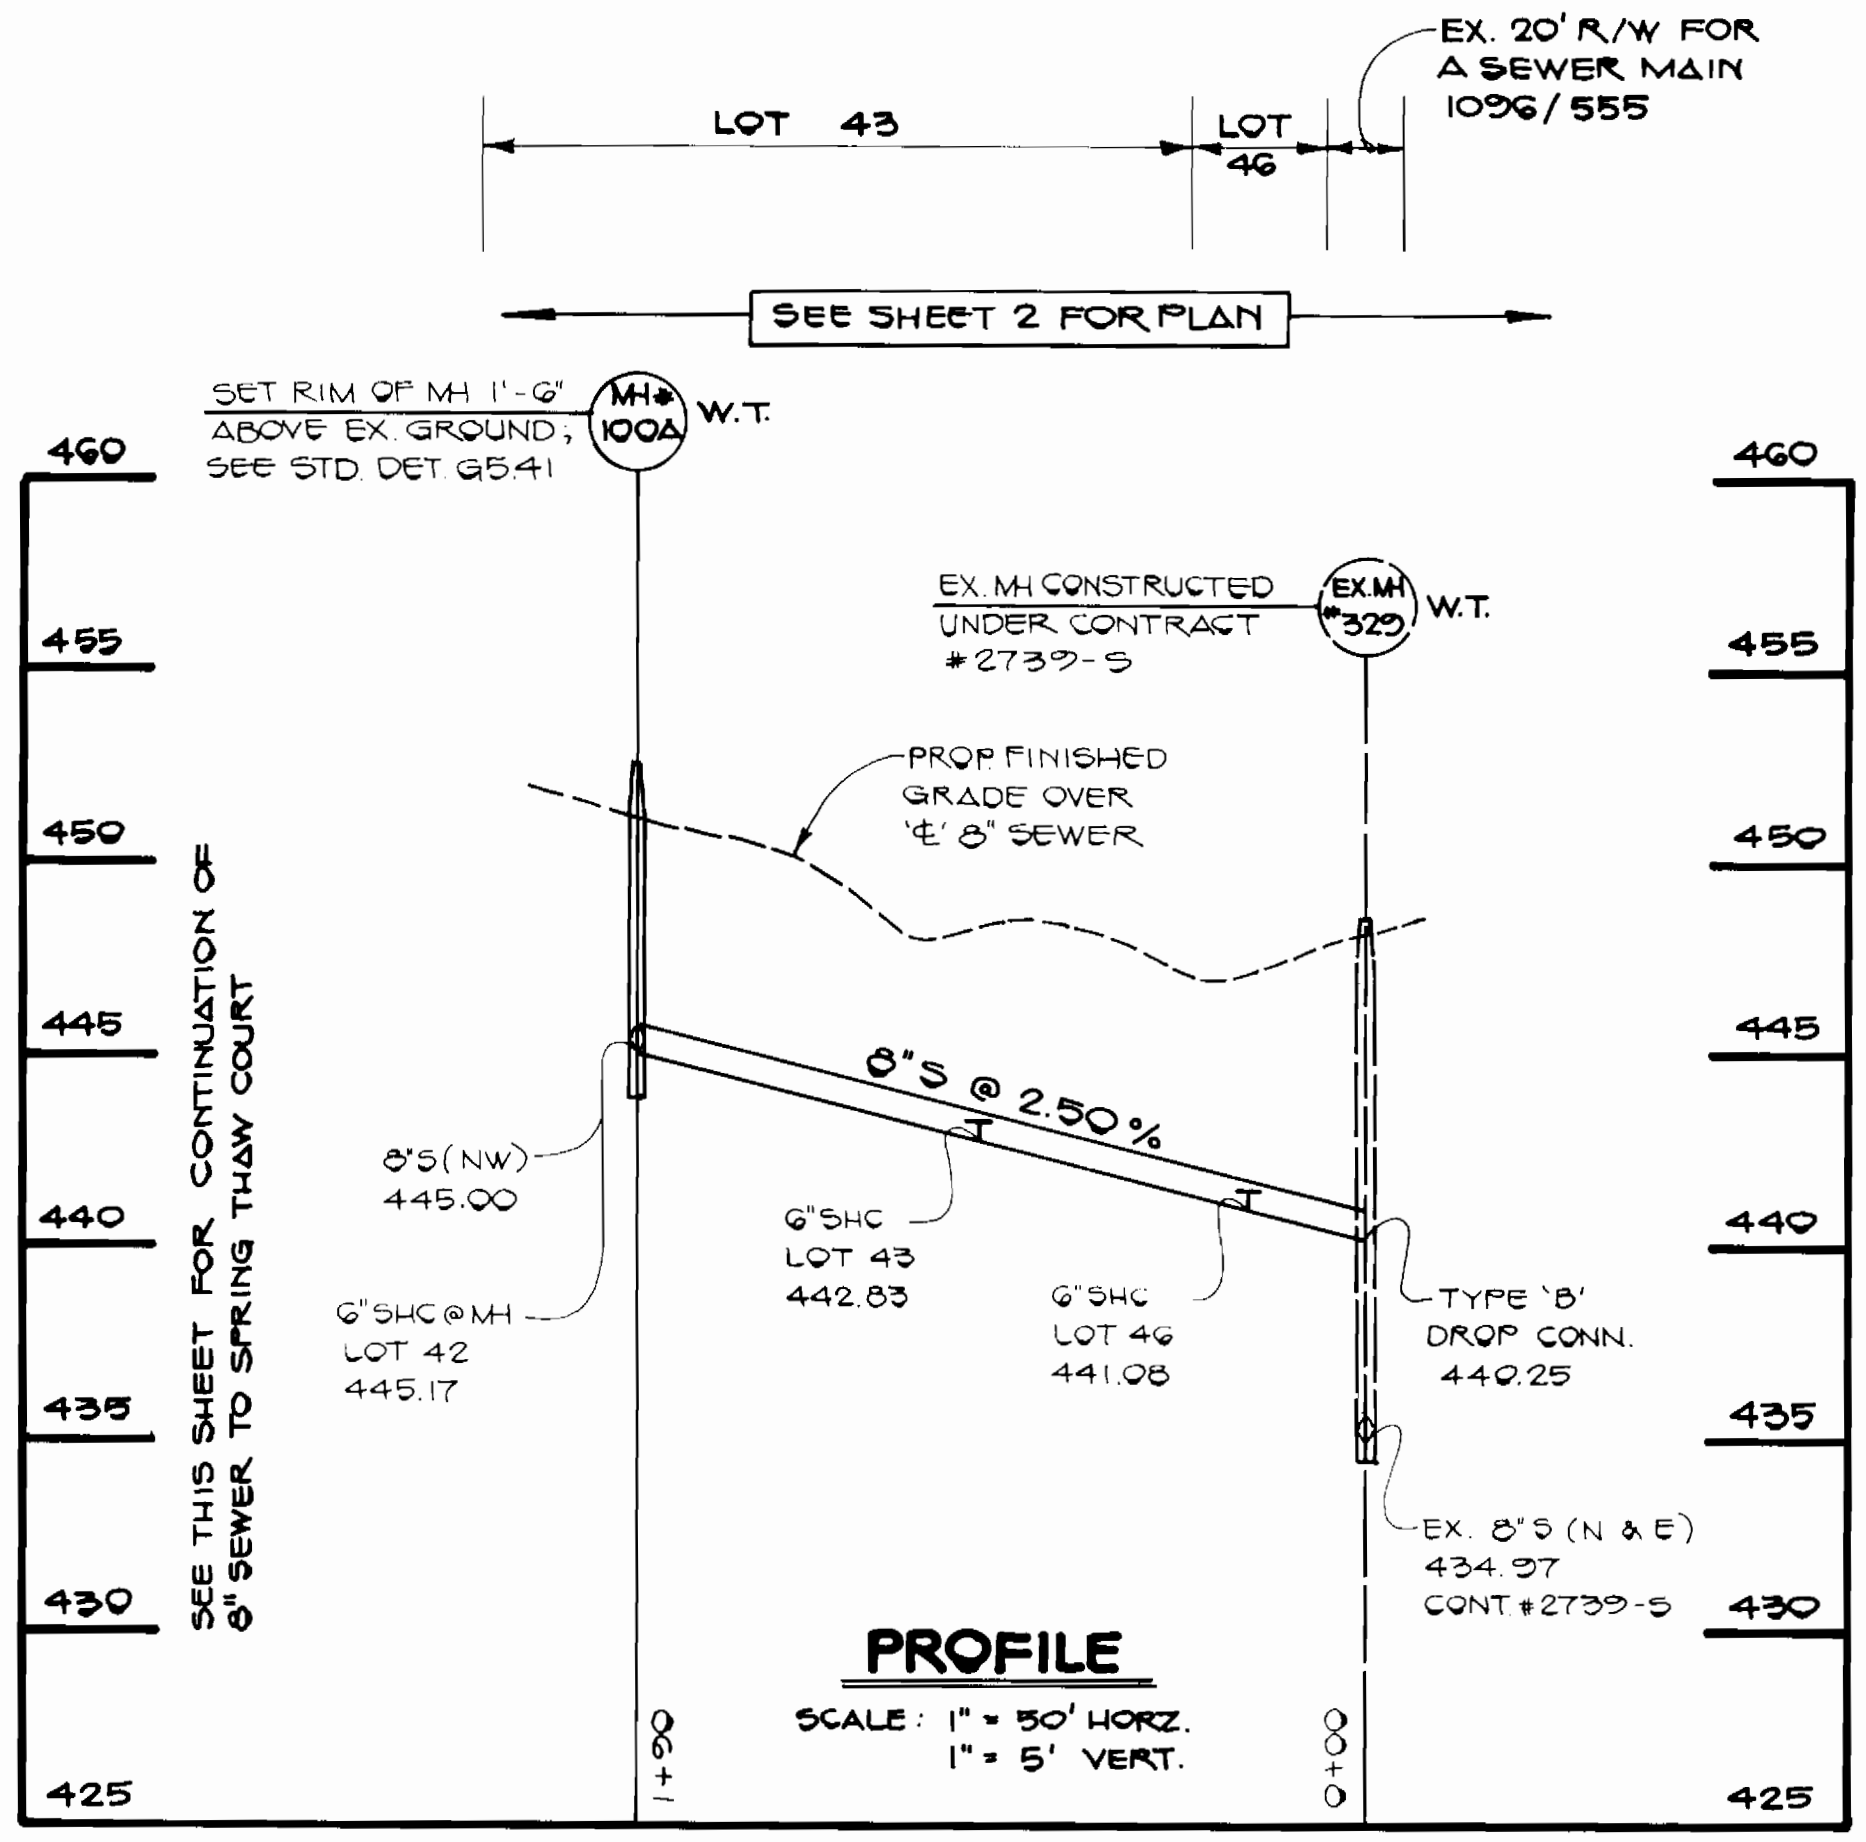 EX. 20' R/W FOR
A SEWER MAIN
1096/555
LOT 43
LOT
46
SEE SHEET 2 FOR PLAN
SET RIM OF MH 1'-6"
ABOVE EX. GROUND;
SEE STD. DET. G5.41
MH#
100A
W.T.
EX. MH CONSTRUCTED
UNDER CONTRACT
#2739-S
EX. MH
#329
W.T.
460
455
450
445
440
435
430
425
460
455
450
445
440
435
430
425
SEE THIS SHEET FOR CONTINUATION OF
8" SEWER TO SPRING THAW COURT
PROP. FINISHED
GRADE OVER
'℄' 8" SEWER
8"S @ 2.50%
8"S (NW)
445.00
6"SHC @ MH
LOT 42
445.17
6"SHC
LOT 43
442.83
6"SHC
LOT 46
441.08
TYPE 'B'
DROP CONN.
440.25
EX. 8"S (N & E)
434.97
CONT. #2739-S
1+90
0+00
PROFILE
SCALE: 1" = 50' HORZ.
1" = 5' VERT.